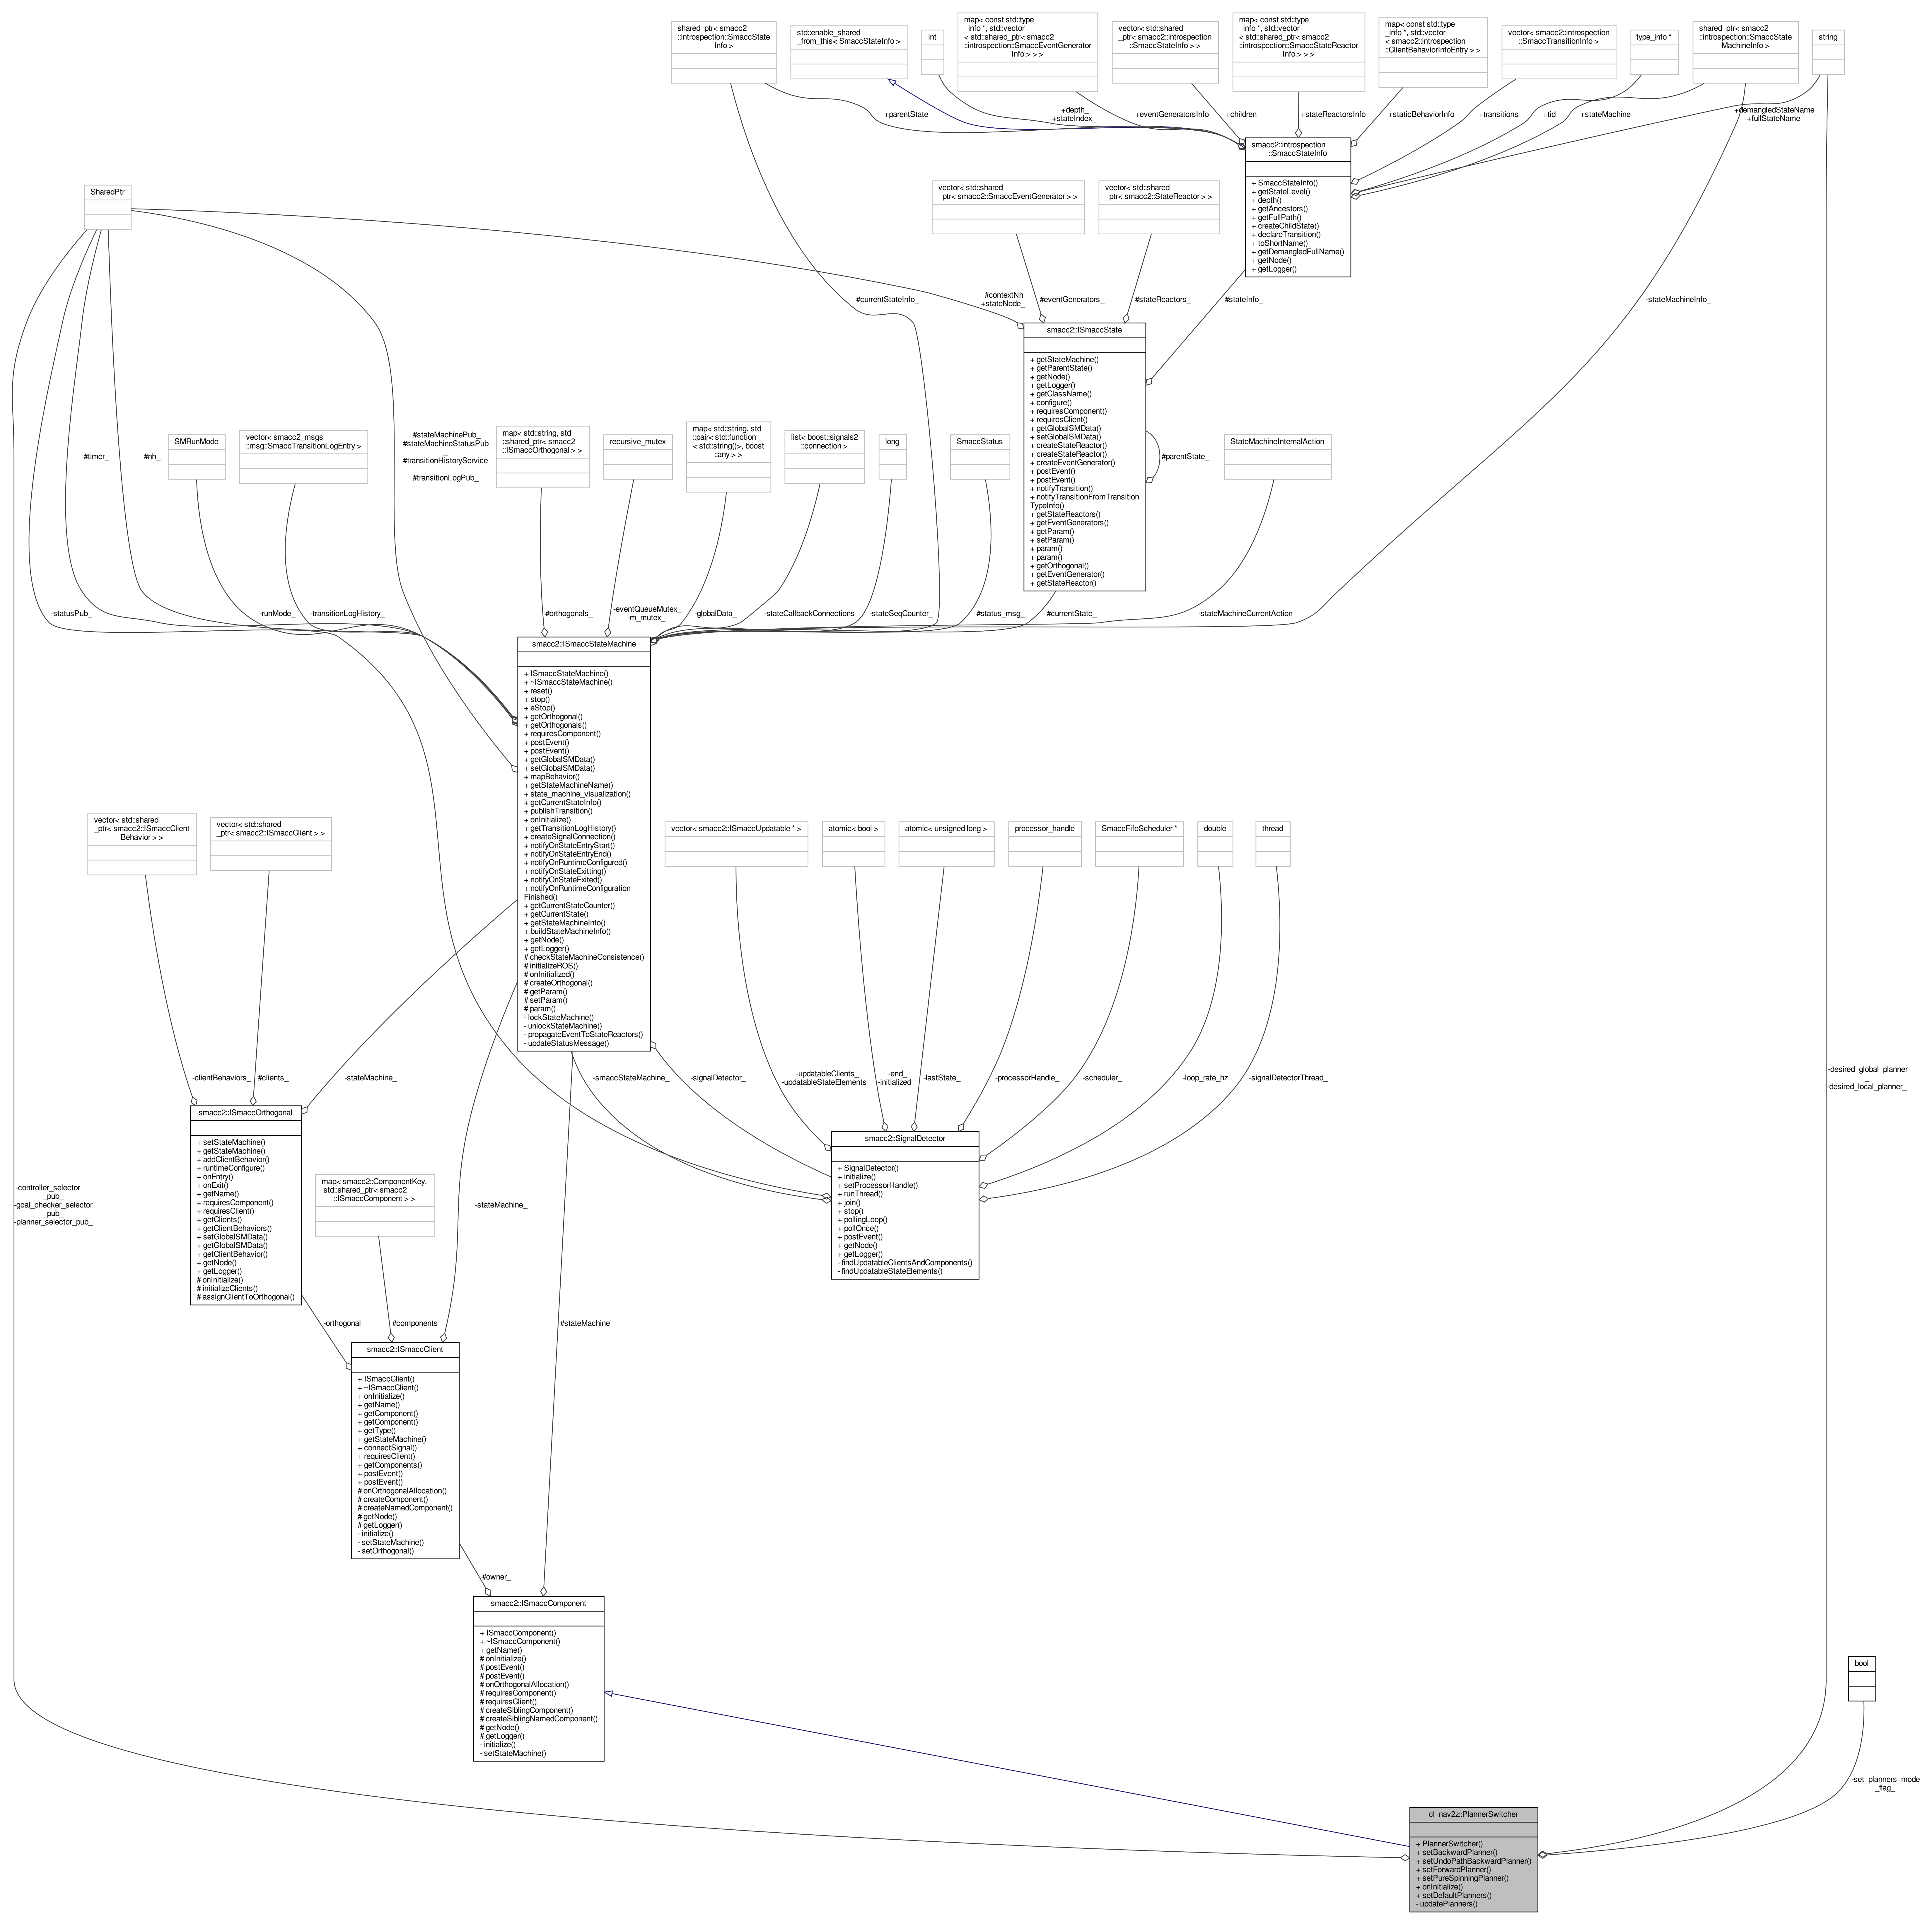 shared_ptr< smacc2
::introspection::SmaccState
Info >
std::enable_shared
_from_this< SmaccStateInfo >
int
map< const std::type
_info *, std::vector
< std::shared_ptr< smacc2
::introspection::SmaccEventGenerator
Info > > >
vector< std::shared
_ptr< smacc2::introspection
::SmaccStateInfo > >
map< const std::type
_info *, std::vector
< std::shared_ptr< smacc2
::introspection::SmaccStateReactor
Info > > >
map< const std::type
_info *, std::vector
< smacc2::introspection
::ClientBehaviorInfoEntry > >
vector< smacc2::introspection
::SmaccTransitionInfo >
type_info *
shared_ptr< smacc2
::introspection::SmaccState
MachineInfo >
string
+parentState_
+depth_
+stateIndex_
+eventGeneratorsInfo
+children_
+stateReactorsInfo
+staticBehaviorInfo
+transitions_
+tid_
+stateMachine_
+demangledStateName
+fullStateName
smacc2::introspection
::SmaccStateInfo
+ SmaccStateInfo()
+ getStateLevel()
+ depth()
+ getAncestors()
+ getFullPath()
+ createChildState()
+ declareTransition()
+ toShortName()
+ getDemangledFullName()
+ getNode()
+ getLogger()
SharedPtr
vector< std::shared
_ptr< smacc2::SmaccEventGenerator > >
vector< std::shared
_ptr< smacc2::StateReactor > >
#currentStateInfo_
#contextNh
+stateNode_
#eventGenerators_
#stateReactors_
#stateInfo_
-stateMachineInfo_
smacc2::ISmaccState
+ getStateMachine()
+ getParentState()
+ getNode()
+ getLogger()
+ getClassName()
+ configure()
+ requiresComponent()
+ requiresClient()
+ getGlobalSMData()
+ setGlobalSMData()
+ createStateReactor()
+ createStateReactor()
+ createEventGenerator()
+ postEvent()
+ postEvent()
+ notifyTransition()
+ notifyTransitionFromTransition
TypeInfo()
+ getStateReactors()
+ getEventGenerators()
+ getParam()
+ setParam()
+ param()
+ param()
+ getOrthogonal()
+ getEventGenerator()
+ getStateReactor()
#parentState_
#timer_
#nh_
SMRunMode
vector< smacc2_msgs
::msg::SmaccTransitionLogEntry >
#stateMachinePub_
#stateMachineStatusPub
_
#transitionHistoryService
_
#transitionLogPub_
map< std::string, std
::shared_ptr< smacc2
::ISmaccOrthogonal > >
recursive_mutex
map< std::string, std
::pair< std::function
< std::string()>, boost
::any > >
list< boost::signals2
::connection >
long
SmaccStatus
StateMachineInternalAction
-statusPub_
-runMode_
-transitionLogHistory_
#orthogonals_
-eventQueueMutex_
-m_mutex_
-globalData_
-stateCallbackConnections
-stateSeqCounter_
#status_msg_
#currentState_
-stateMachineCurrentAction
smacc2::ISmaccStateMachine
+ ISmaccStateMachine()
+ ~ISmaccStateMachine()
+ reset()
+ stop()
+ eStop()
+ getOrthogonal()
+ getOrthogonals()
+ requiresComponent()
+ postEvent()
+ postEvent()
+ getGlobalSMData()
+ setGlobalSMData()
+ mapBehavior()
+ getStateMachineName()
+ state_machine_visualization()
+ getCurrentStateInfo()
+ publishTransition()
+ onInitialize()
+ getTransitionLogHistory()
+ createSignalConnection()
+ notifyOnStateEntryStart()
+ notifyOnStateEntryEnd()
+ notifyOnRuntimeConfigured()
+ notifyOnStateExitting()
+ notifyOnStateExited()
+ notifyOnRuntimeConfiguration
Finished()
+ getCurrentStateCounter()
+ getCurrentState()
+ getStateMachineInfo()
+ buildStateMachineInfo()
+ getNode()
+ getLogger()
# checkStateMachineConsistence()
# initializeROS()
# onInitialized()
# createOrthogonal()
# getParam()
# setParam()
# param()
- lockStateMachine()
- unlockStateMachine()
- propagateEventToStateReactors()
- updateStatusMessage()
vector< std::shared
_ptr< smacc2::ISmaccClient
Behavior > >
vector< std::shared
_ptr< smacc2::ISmaccClient > >
vector< smacc2::ISmaccUpdatable * >
atomic< bool >
atomic< unsigned long >
processor_handle
SmaccFifoScheduler *
double
thread
-clientBehaviors_
#clients_
-stateMachine_
-smaccStateMachine_
-signalDetector_
-updatableClients_
-updatableStateElements_
-end_
-initialized_
-lastState_
-processorHandle_
-scheduler_
-loop_rate_hz
-signalDetectorThread_
-desired_global_planner
_
-desired_local_planner_
smacc2::ISmaccOrthogonal
+ setStateMachine()
+ getStateMachine()
+ addClientBehavior()
+ runtimeConfigure()
+ onEntry()
+ onExit()
+ getName()
+ requiresComponent()
+ requiresClient()
+ getClients()
+ getClientBehaviors()
+ setGlobalSMData()
+ getGlobalSMData()
+ getClientBehavior()
+ getNode()
+ getLogger()
# onInitialize()
# initializeClients()
# assignClientToOrthogonal()
smacc2::SignalDetector
+ SignalDetector()
+ initialize()
+ setProcessorHandle()
+ runThread()
+ join()
+ stop()
+ pollingLoop()
+ pollOnce()
+ postEvent()
+ getNode()
+ getLogger()
- findUpdatableClientsAndComponents()
- findUpdatableStateElements()
map< smacc2::ComponentKey,
std::shared_ptr< smacc2
::ISmaccComponent > >
-controller_selector
_pub_
-goal_checker_selector
_pub_
-planner_selector_pub_
-stateMachine_
-orthogonal_
#components_
#stateMachine_
smacc2::ISmaccClient
+ ISmaccClient()
+ ~ISmaccClient()
+ onInitialize()
+ getName()
+ getComponent()
+ getComponent()
+ getType()
+ getStateMachine()
+ connectSignal()
+ requiresClient()
+ getComponents()
+ postEvent()
+ postEvent()
# onOrthogonalAllocation()
# createComponent()
# createNamedComponent()
# getNode()
# getLogger()
- initialize()
- setStateMachine()
- setOrthogonal()
#owner_
smacc2::ISmaccComponent
+ ISmaccComponent()
+ ~ISmaccComponent()
+ getName()
# onInitialize()
# postEvent()
# postEvent()
# onOrthogonalAllocation()
# requiresComponent()
# requiresClient()
# createSiblingComponent()
# createSiblingNamedComponent()
# getNode()
# getLogger()
- initialize()
- setStateMachine()
bool
-set_planners_mode
_flag_
cl_nav2z::PlannerSwitcher
+ PlannerSwitcher()
+ setBackwardPlanner()
+ setUndoPathBackwardPlanner()
+ setForwardPlanner()
+ setPureSpinningPlanner()
+ onInitialize()
+ setDefaultPlanners()
- updatePlanners()